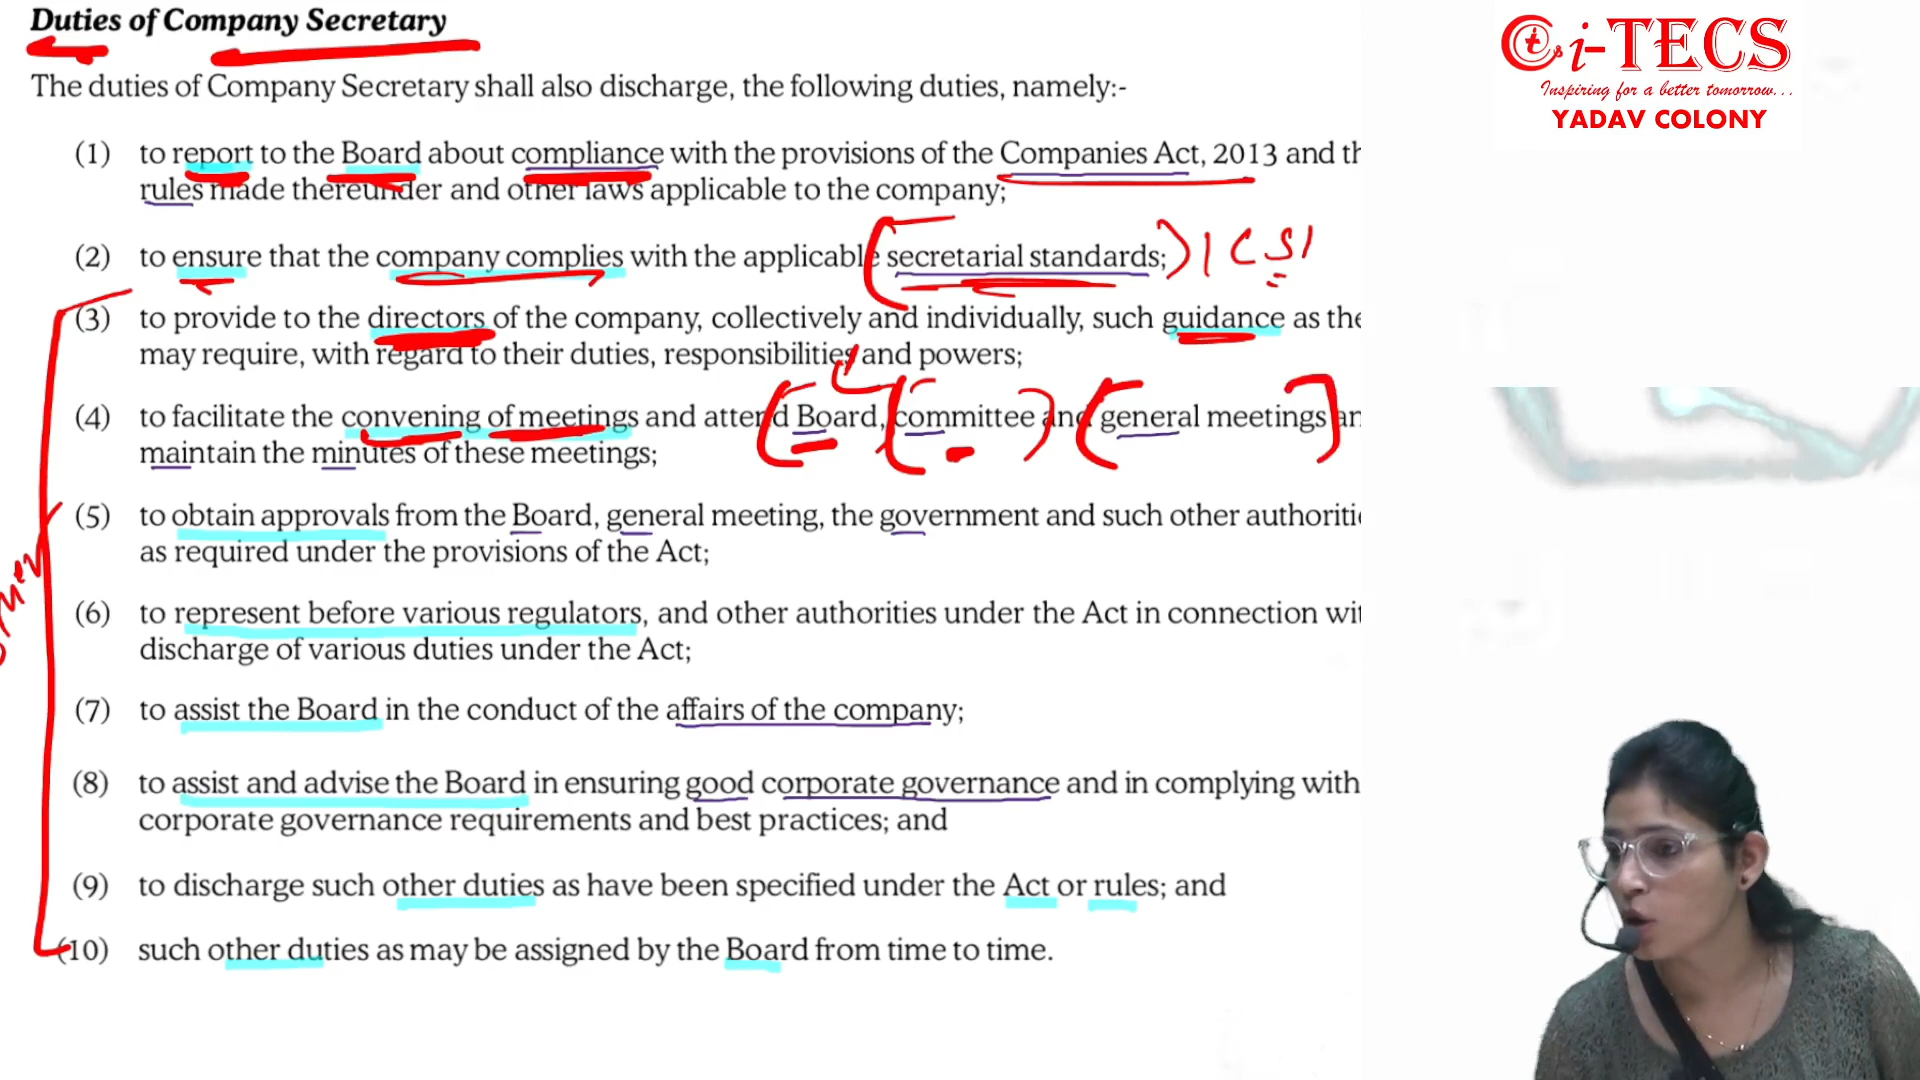 Duties of Company Secretary
The duties of Company Secretary shall also discharge, the following duties, namely:-
(1) to report to the Board about compliance with the provisions of the Companies Act, 2013 and
rules made thereunder and other laws applicable to the company;
(2) to ensure that the company complies with the applicable secretarial standards; ICSI
(3) to provide to the directors of the company, collectively and individually, such guidance as
may require, with regard to their duties, responsibilities and powers;
(4) to facilitate the convening of meetings and attend Board, committee and general meetings
maintain the minutes of these meetings;
(5) to obtain approvals from the Board, general meeting, the government and such other
as required under the provisions of the Act;
(6) to represent before various regulators, and other authorities under the Act in connection
discharge of various duties under the Act;
(7) to assist the Board in the conduct of the affairs of the company;
(8) to assist and advise the Board in ensuring good corporate governance and in complying with
corporate governance requirements and best practices; and
(9) to discharge such other duties as have been specified under the Act or rules; and
(10) such other duties as may be assigned by the Board from time to time.
i-TECS
Inspiring for a better tomorrow...
YADAV COLONY